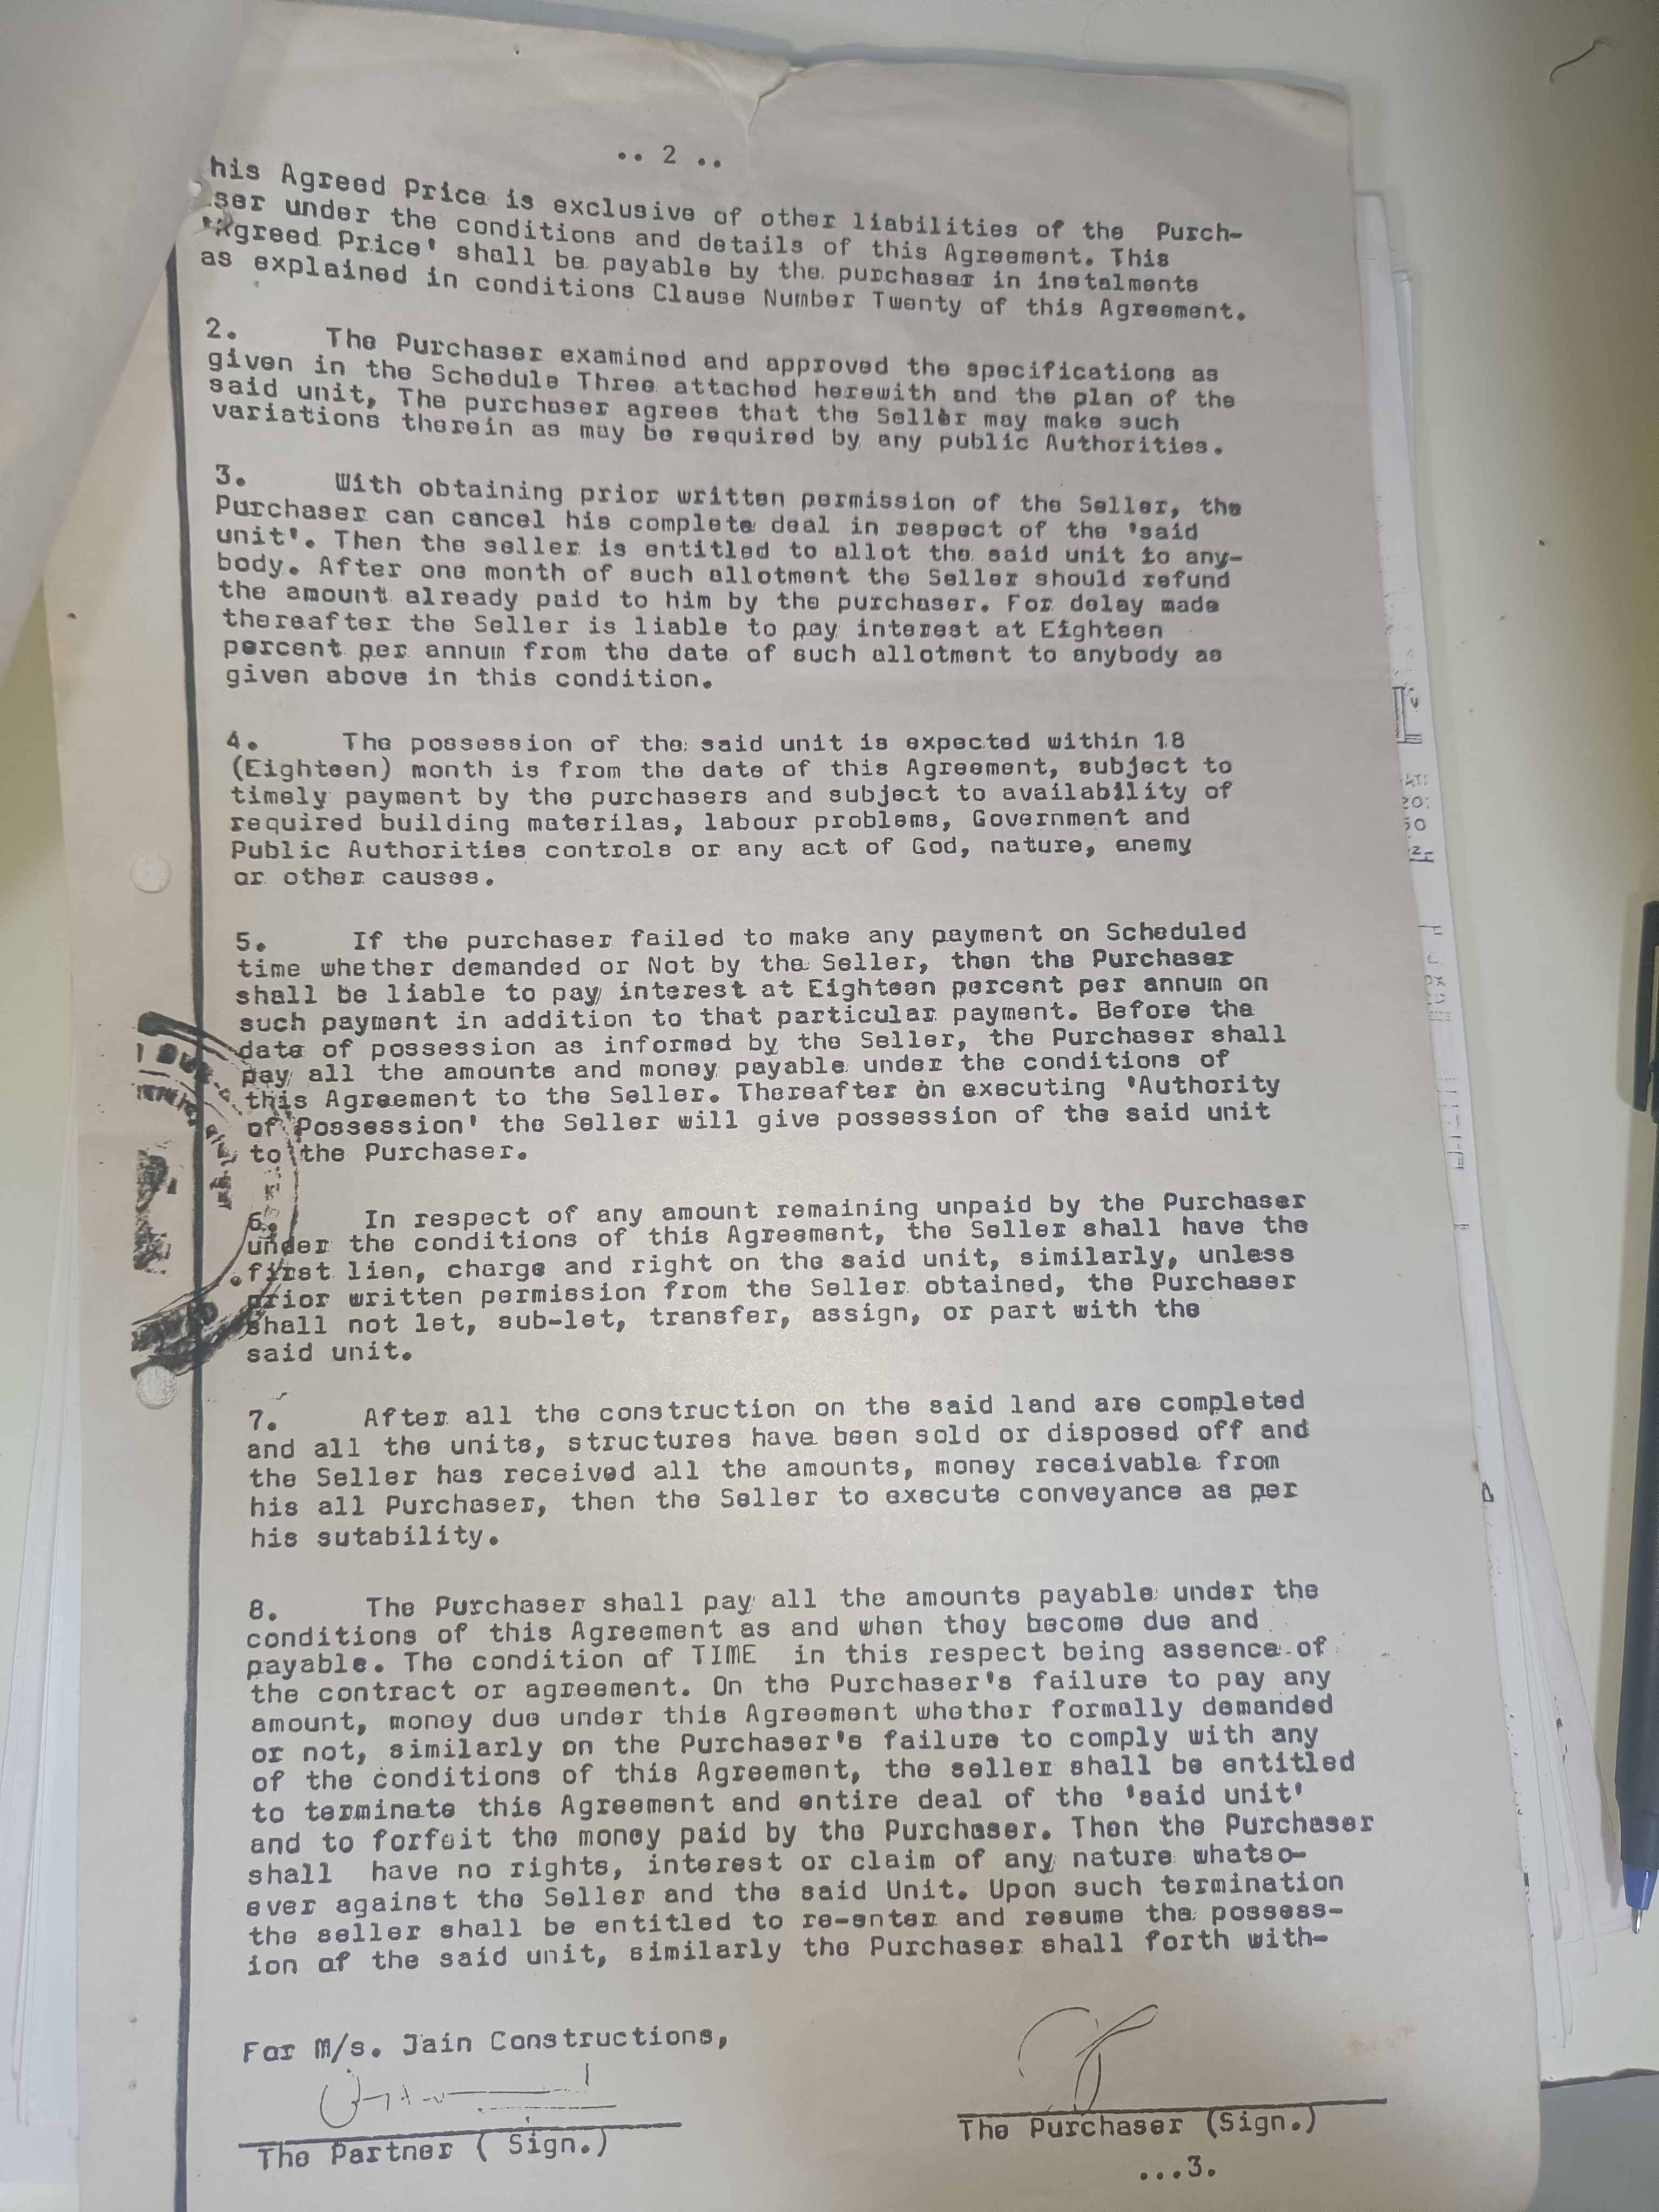 .. 2 ..
his Agreed Price is exclusive of other liabilities of the Purch-
ser under the conditions and details of this Agreement. This
'Agreed Price' shall be payable by the purchaser in instalments
as explained in conditions Clause Number Twenty of this Agreement.
2. The Purchaser examined and approved the specifications as
given in the Schedule Three attached herewith and the plan of the
said unit, The purchaser agrees that the Seller may make such
variations therein as may be required by any public Authorities.
3. With obtaining prior written permission of the Seller, the
Purchaser can cancel his complete deal in respect of the 'said
unit'. Then the seller is entitled to allot the said unit to any-
body. After one month of such allotment the Seller should refund
the amount already paid to him by the purchaser. For delay made
thereafter the Seller is liable to pay interest at Eighteen
percent per annum from the date of such allotment to anybody as
given above in this condition.
4. The possession of the said unit is expected within 18
(Eighteen) month is from the date of this Agreement, subject to
timely payment by the purchasers and subject to availability of
required building materilas, labour problems, Government and
Public Authorities controls or any act of God, nature, enemy
or other causes.
5. If the purchaser failed to make any payment on Scheduled
time whether demanded or Not by the Seller, then the Purchaser
shall be liable to pay interest at Eighteen percent per annum on
such payment in addition to that particular payment. Before the
date of possession as informed by the Seller, the Purchaser shall
pay all the amounts and money payable under the conditions of
this Agreement to the Seller. Thereafter on executing 'Authority
of Possession' the Seller will give possession of the said unit
to the Purchaser.
6. In respect of any amount remaining unpaid by the Purchaser
under the conditions of this Agreement, the Seller shall have the
first lien, charge and right on the said unit, similarly, unless
prior written permission from the Seller obtained, the Purchaser
shall not let, sub-let, transfer, assign, or part with the
said unit.
7. After all the construction on the said land are completed
and all the units, structures have been sold or disposed off and
the Seller has received all the amounts, money receivable from
his all Purchaser, then the Seller to execute conveyance as per
his sutability.
8. The Purchaser shall pay all the amounts payable under the
conditions of this Agreement as and when they become due and
payable. The condition of TIME in this respect being assence of
the contract or agreement. On the Purchaser's failure to pay any
amount, money due under this Agreement whether formally demanded
or not, similarly on the Purchaser's failure to comply with any
of the conditions of this Agreement, the seller shall be entitled
to terminate this Agreement and entire deal of the 'said unit'
and to forfeit the money paid by the Purchaser. Then the Purchaser
shall have no rights, interest or claim of any nature whatso-
ever against the Seller and the said Unit. Upon such termination
the seller shall be entitled to re-enter and resume the possess-
ion of the said unit, similarly the Purchaser shall forth with-
For M/s. Jain Constructions,
The Partner ( Sign.)
The Purchaser (Sign.)
...3.